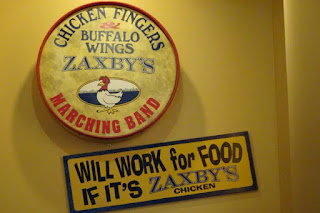 CHICKEN FINGERS
&
BUFFALO
WINGS
ZAXBY'S
MARCHING BAND
WILL WORK for FOOD
IF IT'S ZAXBY'S
CHICKEN